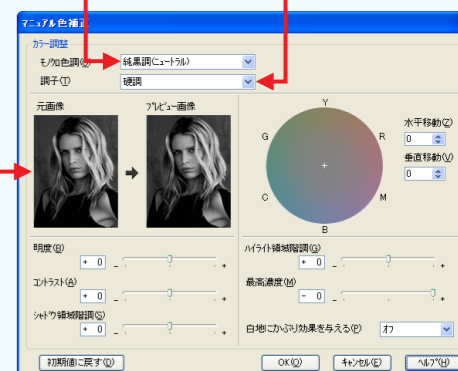 マニュアル色補正
カラー調整
モノクロ色調
純黒調(ニュートラル)
調子(T)
硬調
元画像
プレビュー画像
Y
G
R
C
M
B
水平移動(Z)
0
垂直移動(V)
0
明度(B)
+ 0
- +
コントラスト(A)
+ 0
- +
シャドウ領域階調(S)
+ 0
- +
ハイライト領域階調(G)
+ 0
- +
最高濃度(M)
- 0
- +
白地にかぶり効果を与える(P)
オフ
初期値に戻す(D)
OK(O)
キャンセル(E)
ヘルプ(H)